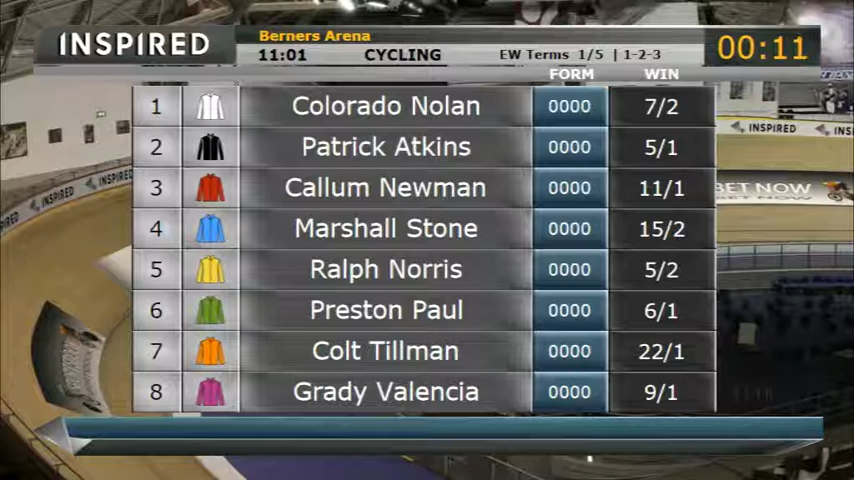 INSPIRED
Berners Arena
11:01 CYCLING EW Terms 1/5 | 1-2-3
00:11
FORM WIN
1 Colorado Nolan 0000 7/2
2 Patrick Atkins 0000 5/1
3 Callum Newman 0000 11/1
4 Marshall Stone 0000 15/2
5 Ralph Norris 0000 5/2
6 Preston Paul 0000 6/1
7 Colt Tillman 0000 22/1
8 Grady Valencia 0000 9/1
INSPIRED
INSPIRED
INSPIRED
BET NOW